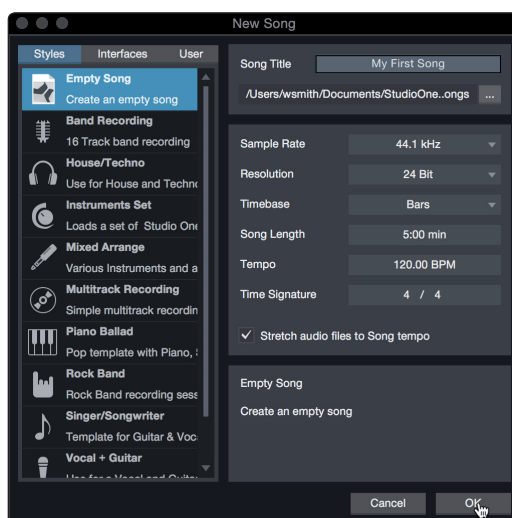 New Song
Styles Interfaces User
Empty Song
Create an empty song
Band Recording
16 Track band recording
House/Techno
Use for House and Techno
Instruments Set
Loads a set of Studio One
Mixed Arrange
Various Instruments and a
Multitrack Recording
Simple multitrack recordin
Piano Ballad
Pop template with Piano,
Rock Band
Rock Band recording sess
Singer/Songwriter
Template for Guitar & Voc
Vocal + Guitar
Song Title My First Song
/Users/wsmith/Documents/StudioOne..ongs ...
Sample Rate 44.1 kHz
Resolution 24 Bit
Timebase Bars
Song Length 5:00 min
Tempo 120.00 BPM
Time Signature 4 / 4
Stretch audio files to Song tempo
Empty Song
Create an empty song
Cancel OK